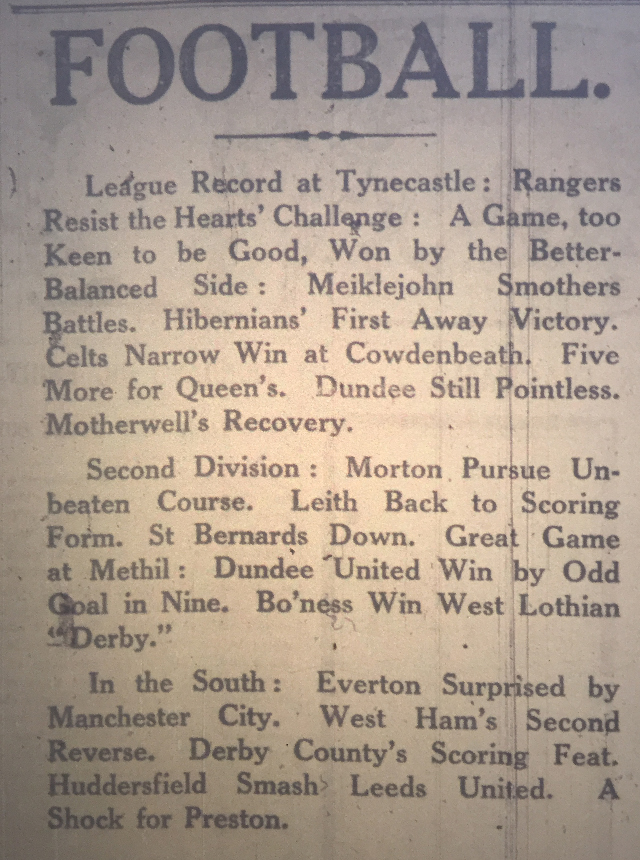 FOOTBALL.
League Record at Tynecastle: Rangers
Resist the Hearts' Challenge: A Game, too
Keen to be Good, Won by the Better-
Balanced Side: Meiklejohn Smothers
Battles. Hibernians' First Away Victory.
Celts Narrow Win at Cowdenbeath. Five
More for Queen's. Dundee Still Pointless.
Motherwell's Recovery.
Second Division: Morton Pursue Un-
beaten Course. Leith Back to Scoring
Form. St Bernards Down. Great Game
at Methil: Dundee United Win by Odd
Goal in Nine. Bo'ness Win West Lothian
"Derby."
In the South: Everton Surprised by
Manchester City. West Ham's Second
Reverse. Derby County's Scoring Feat.
Huddersfield Smash Leeds United. A
Shock for Preston.